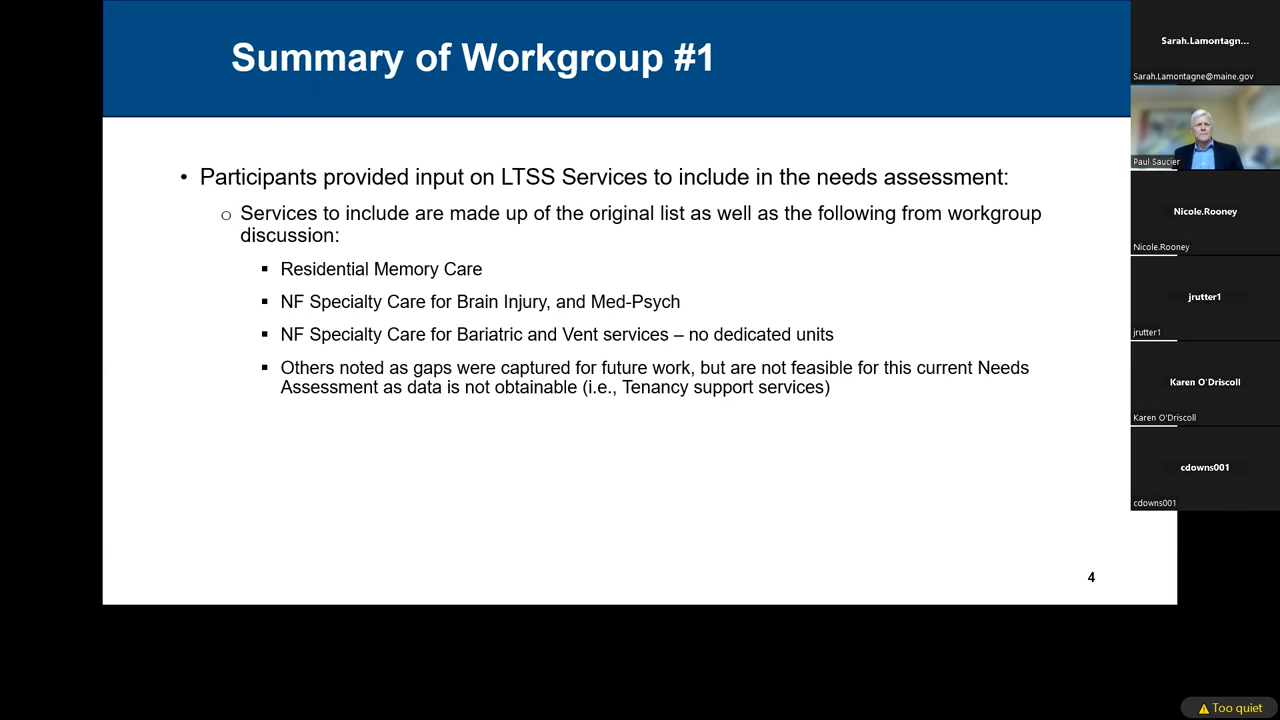 Summary of Workgroup #1
• Participants provided input on LTSS Services to include in the needs assessment:
o Services to include are made up of the original list as well as the following from workgroup
discussion:
▪ Residential Memory Care
▪ NF Specialty Care for Brain Injury, and Med-Psych
▪ NF Specialty Care for Bariatric and Vent services – no dedicated units
▪ Others noted as gaps were captured for future work, but are not feasible for this current Needs
Assessment as data is not obtainable (i.e., Tenancy support services)
4
Sarah.Lamontagn...
Sarah.Lamontagne@maine.gov
Paul Saucier
Nicole.Rooney
Nicole.Rooney
jrutter1
jrutter1
Karen O'Driscoll
Karen O'Driscoll
cdowns001
cdowns001
Too quiet